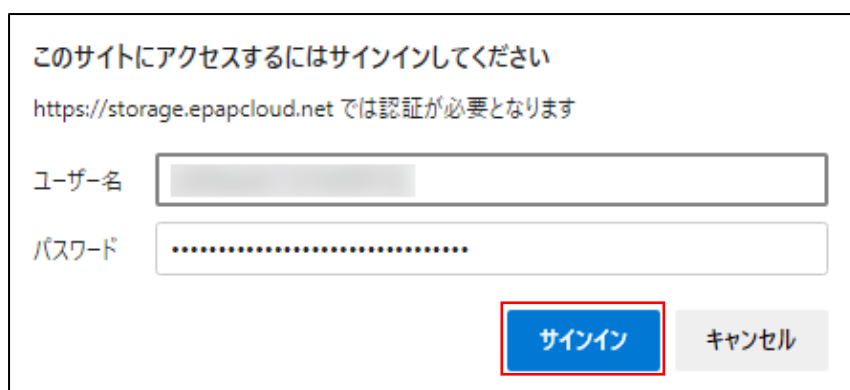 このサイトにアクセスするにはサインインしてください
https://storage.epapcloud.net では認証が必要となります
ユーザー名
パスワード ••••••••••••••••••••••••••••••••
サインイン キャンセル